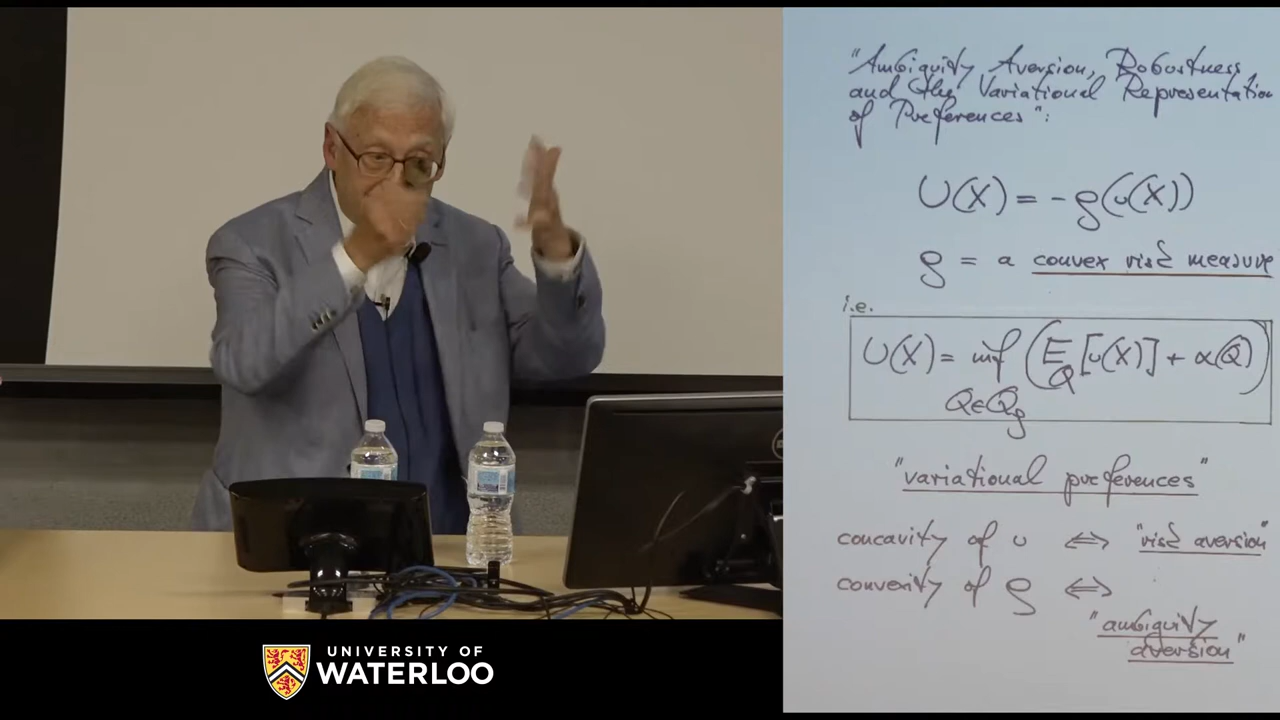 "Ambiguity Aversion, Robustness,
and the Variational Representation
of Preferences":
U(X) = - ρ(u(X))
ρ = a convex risk measure
i.e.
U(X) = inf (E_Q [u(X)] + α(Q))
Q∈Q_ρ
"variational preferences"
concavity of u ⇔ "risk aversion"
convexity of ρ ⇔
"ambiguity
aversion"
UNIVERSITY OF
WATERLOO